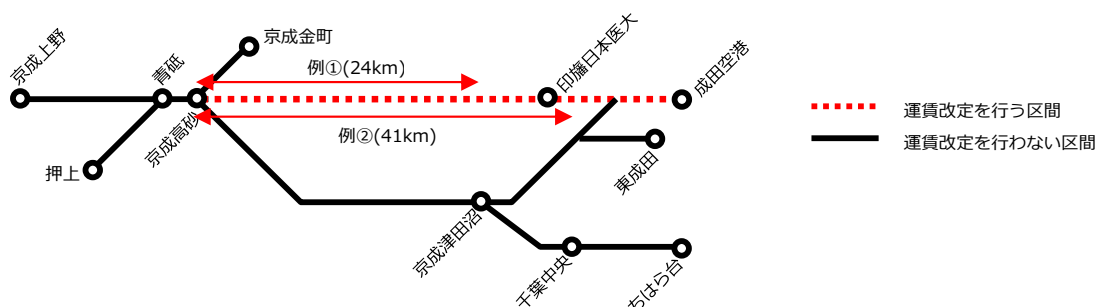 京成上野
青砥
京成金町
例①(24km)
印旛日本医大
成田空港
運賃改定を行う区間
京成高砂
例②(41km)
運賃改定を行わない区間
押上
東成田
京成津田沼
千葉中央
ちはら台